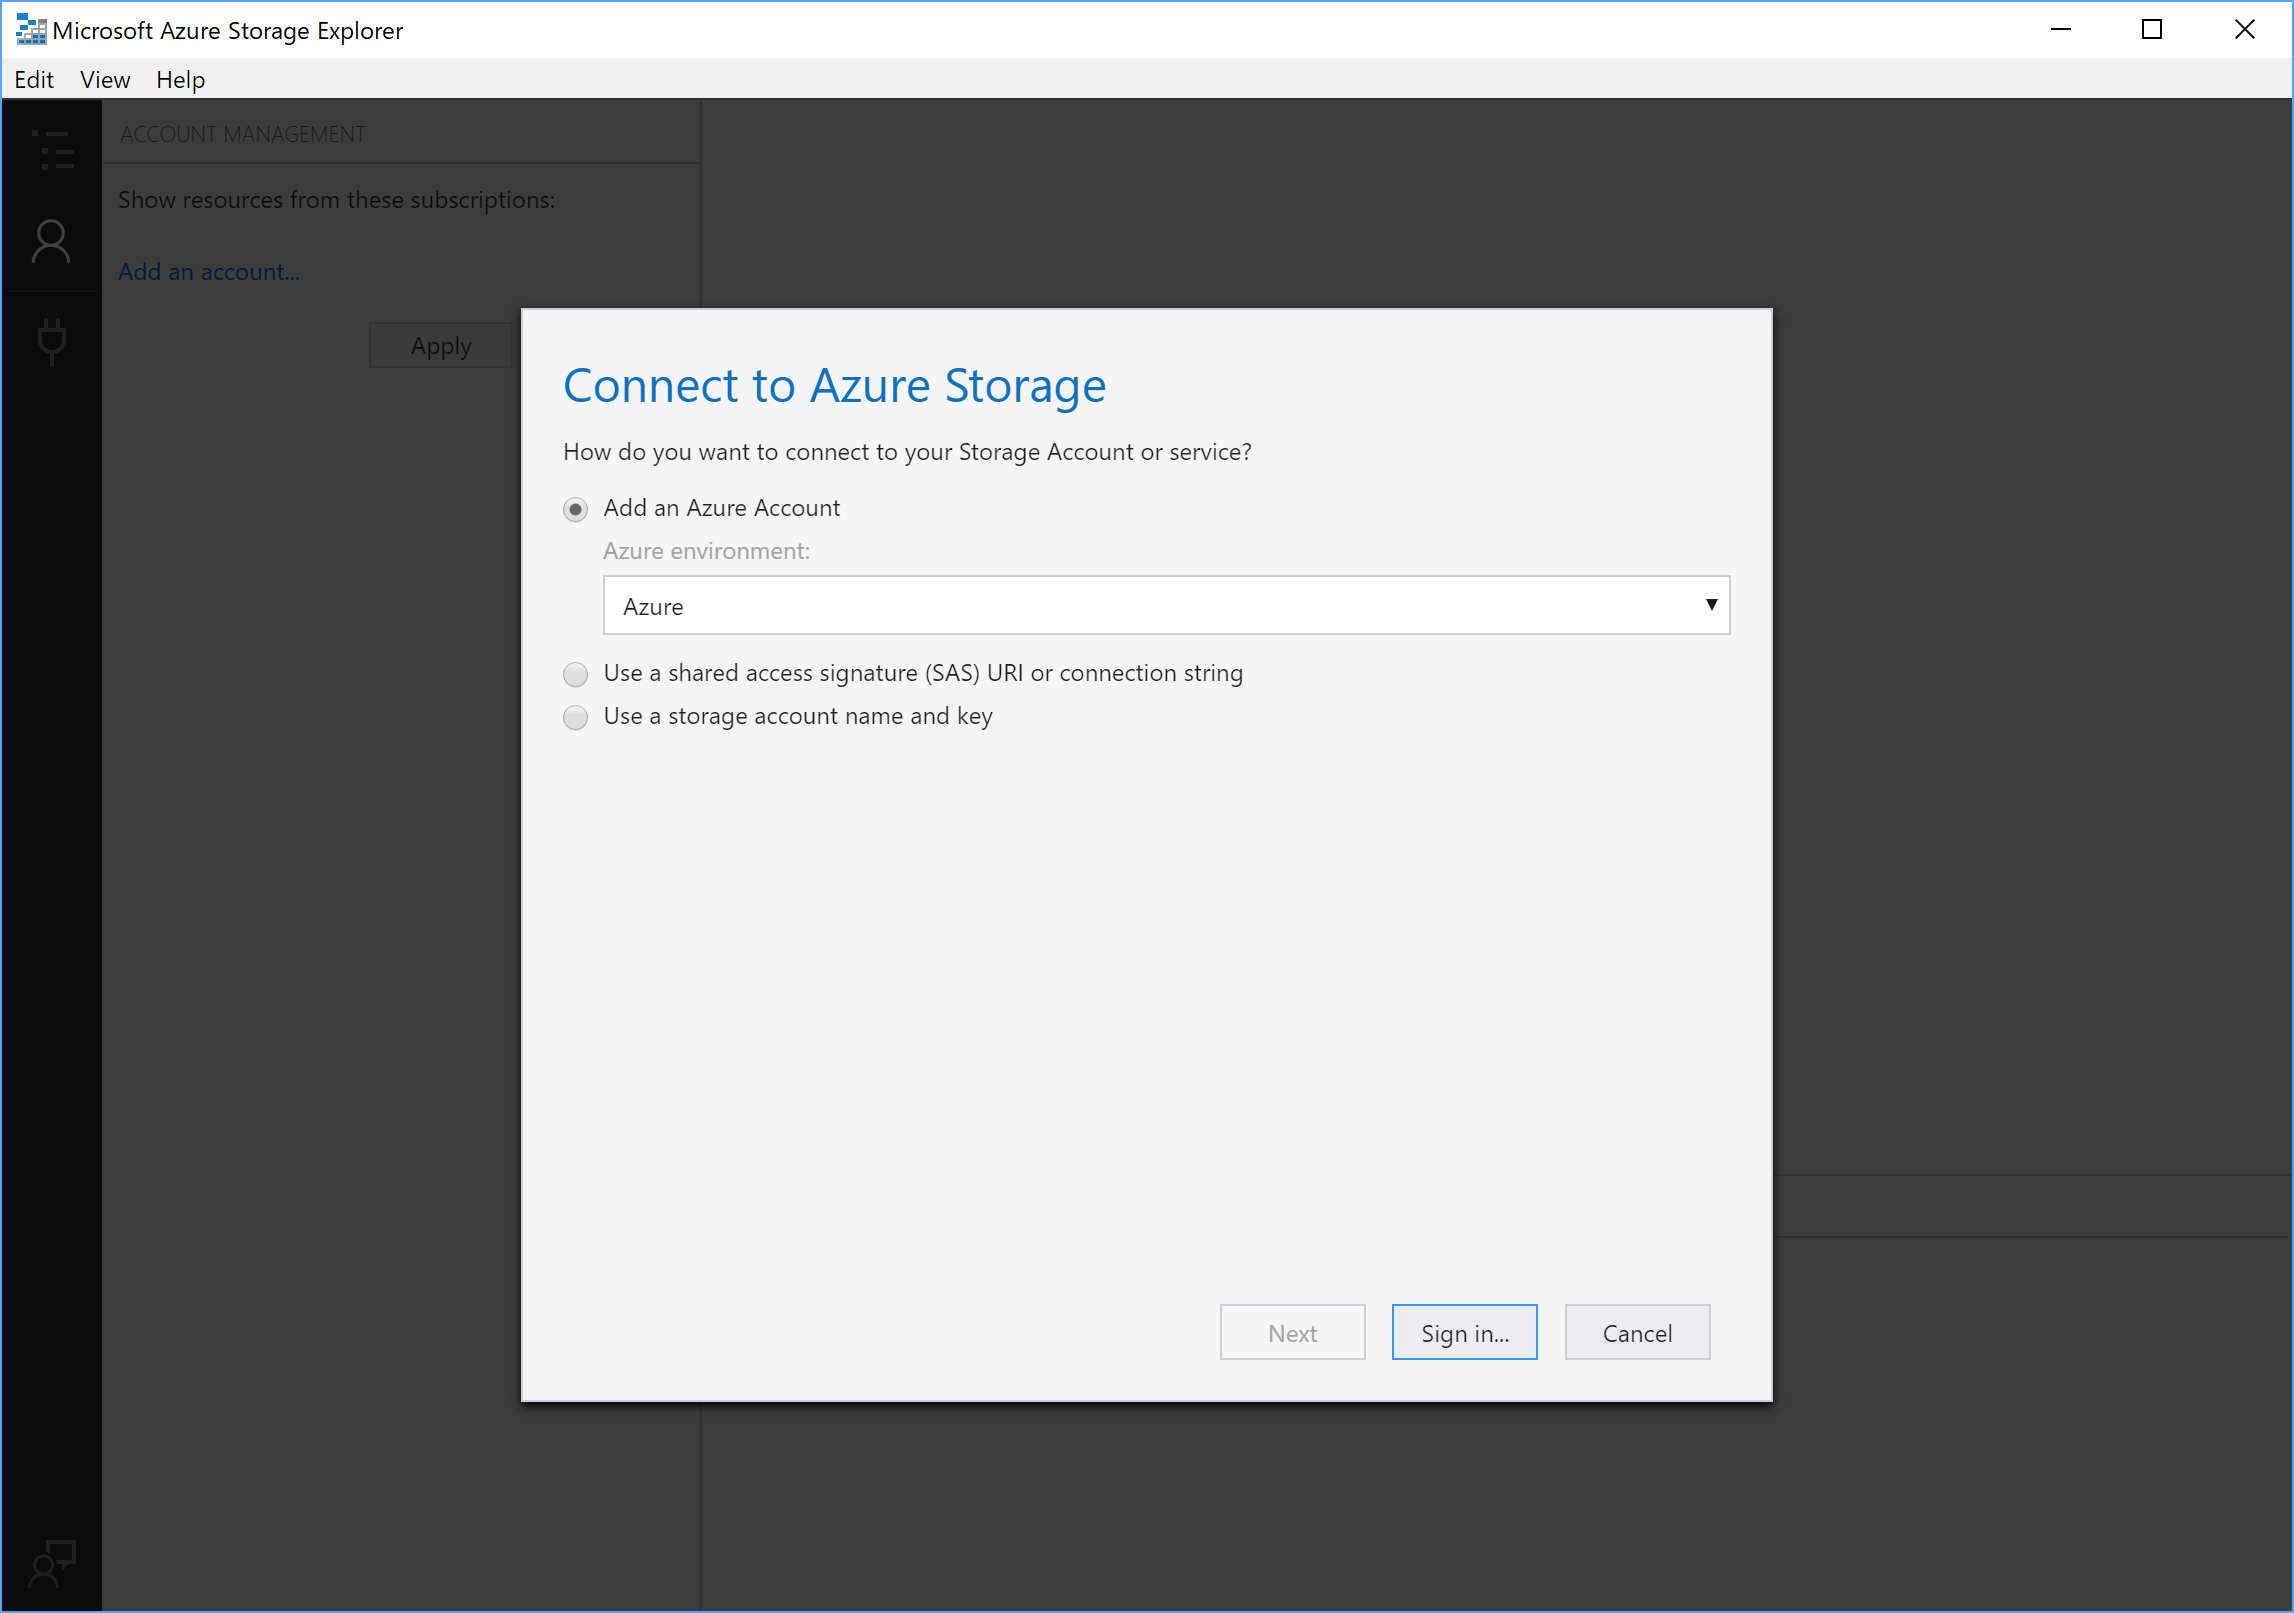 Microsoft Azure Storage Explorer
Edit View Help
ACCOUNT MANAGEMENT
Show resources from these subscriptions:
Add an account...
Apply
Connect to Azure Storage
How do you want to connect to your Storage Account or service?
Add an Azure Account
Azure environment:
Azure
Use a shared access signature (SAS) URI or connection string
Use a storage account name and key
Next Sign in... Cancel